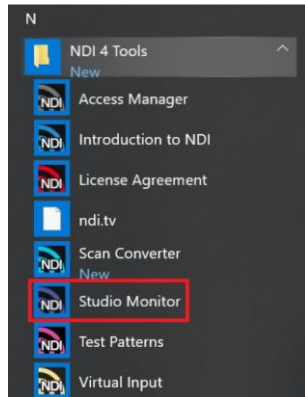 N
NDI 4 Tools
New
NDI Access Manager
NDI Introduction to NDI
NDI License Agreement
ndi.tv
NDI Scan Converter
New
NDI Studio Monitor
NDI Test Patterns
NDI Virtual Input